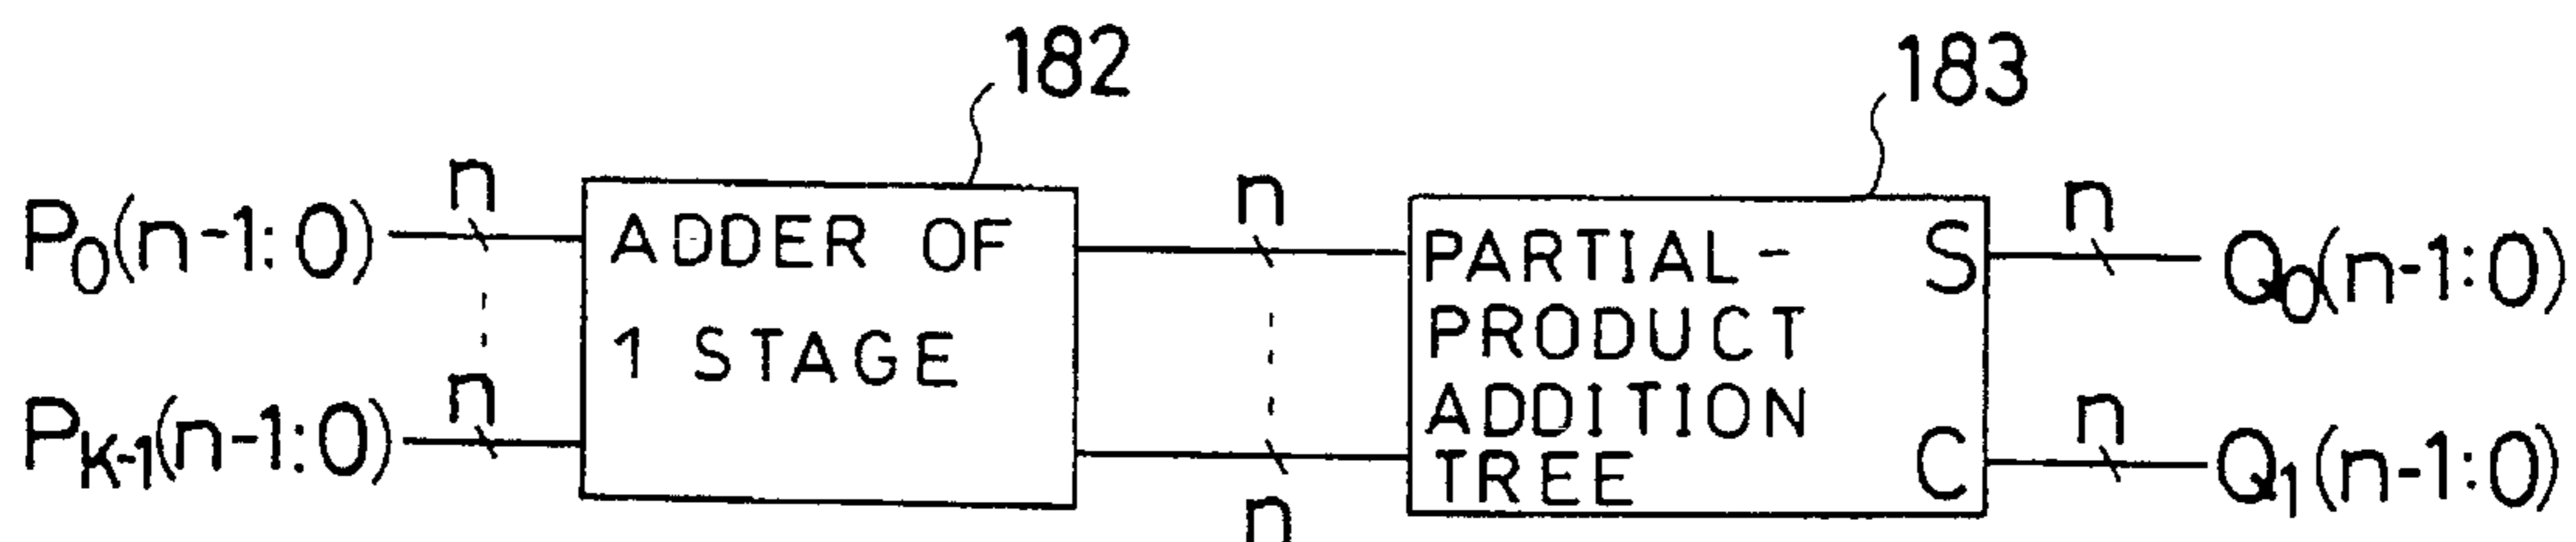 182
183
n
n
n
P₀(n-1:0)
ADDER OF
1 STAGE
PARTIAL-
PRODUCT
ADDITION
TREE
S
Q₀(n-1:0)
n
n
P_K-1(n-1:0)
C
Q₁(n-1:0)
n